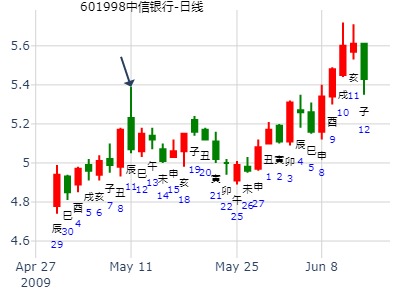 601998中信银行-日线
5.6
5.4
5.2
5
4.8
4.6
辰 29
巳 30
酉 4
戌 5
亥 6
子 7
丑 8
辰 11
巳 12
午 13
未 14
申 15
亥 18
子 19
丑 20
寅 21
卯 22
午 25
未 26
申 27
丑 1
寅 2
卯 3
辰 4
巳 5
申 8
酉 9
戌 10
亥 11
子 12
Apr 27
2009
May 11
May 25
Jun 8